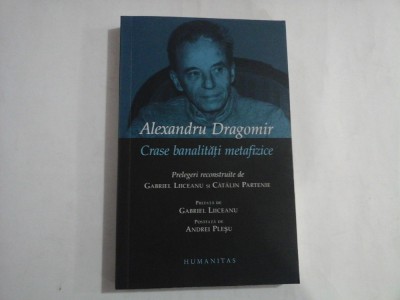 Alexandru Dragomir
Crase banalități metafizice
Prelegeri reconstruite de
GABRIEL LIICEANU ȘI CĂTĂLIN PARTENIE
PREFAȚĂ DE
GABRIEL LIICEANU
POSTFAȚĂ DE
ANDREI PLEȘU
HUMANITAS